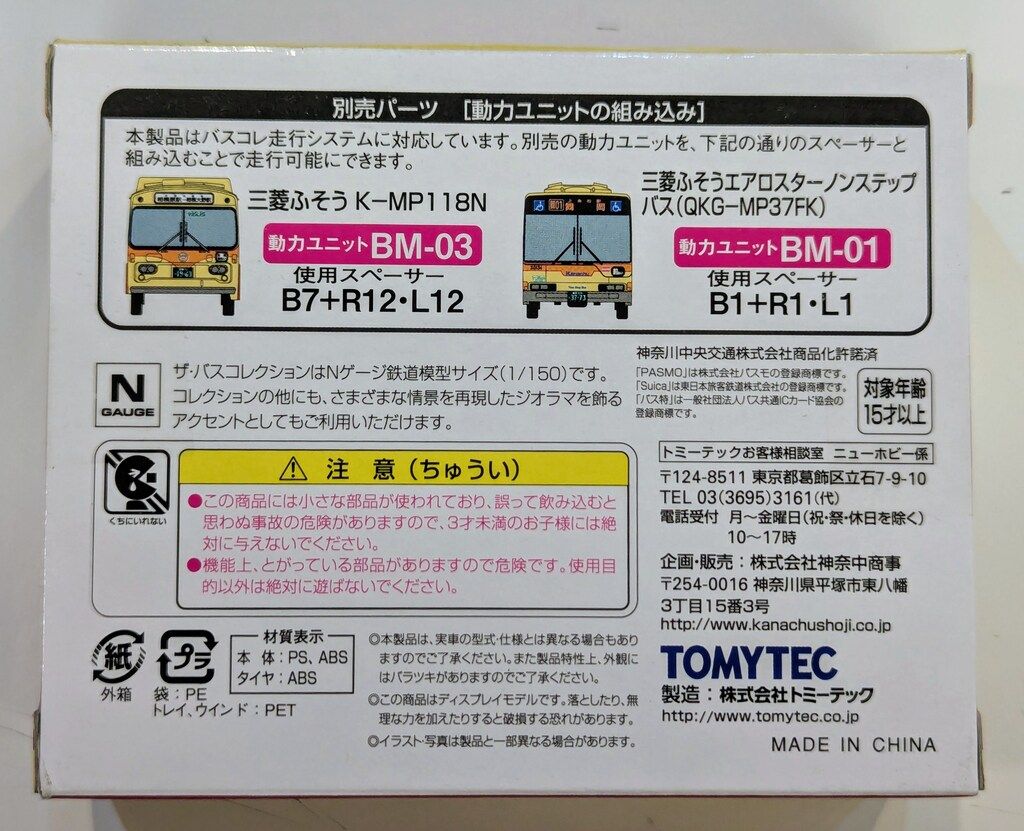 別売パーツ [動力ユニットの組み込み]
本製品はバスコレ走行システムに対応しています。別売の動力ユニットを、下記の通りのスペーサーと
組み込むことで走行可能にできます。
三菱ふそう K-MP118N
動力ユニット BM-03
使用スペーサー
B7+R12・L12
三菱ふそうエアロスターノンステップ
バス(QKG-MP37FK)
動力ユニット BM-01
使用スペーサー
B1+R1・L1
Kanachu
N
GAUGE
ザ・バスコレクションはNゲージ鉄道模型サイズ(1/150)です。
コレクションの他にも、さまざまな情景を再現したジオラマを飾る
アクセントとしてもご利用いただけます。
神奈川中央交通株式会社商品化許諾済
「PASMO」は株式会社パスモの登録商標です。
「Suica」は東日本旅客鉄道株式会社の登録商標です。
「バス特」は一般社団法人バス共通ICカード協会の
登録商標です。
対象年齢
15才以上
くちにいれない
注 意(ちゅうい)
●この商品には小さな部品が使われており、誤って飲み込むと
思わぬ事故の危険がありますので、3才未満のお子様には絶
対に与えないでください。
●機能上、とがっている部品がありますので危険です。使用目
的以外は絶対に遊ばないでください。
トミーテックお客様相談室 ニューホビー係
〒124-8511 東京都葛飾区立石7-9-10
TEL 03(3695)3161(代)
電話受付 月〜金曜日(祝・祭・休日を除く)
10〜17時
企画・販売:株式会社神奈中商事
〒254-0016 神奈川県平塚市東八幡
3丁目15番3号
http://www.kanachushoji.co.jp
TOMYTEC
製造:株式会社トミーテック
http://www.tomytec.co.jp
MADE IN CHINA
紙
外箱
プラ
袋:PE
トレイ、ウインド:PET
材質表示
本 体:PS, ABS
タイヤ:ABS
◎本製品は、実車の型式・仕様とは異なる場合もあり
ますのでご了承ください。また製品特性上、外観に
はバラツキがありますのでご了承ください。
◎この商品はディスプレイモデルです。落としたり、無
理な力を加えたりすると破損する恐れがあります。
◎イラスト・写真は製品と一部異なる場合があります。